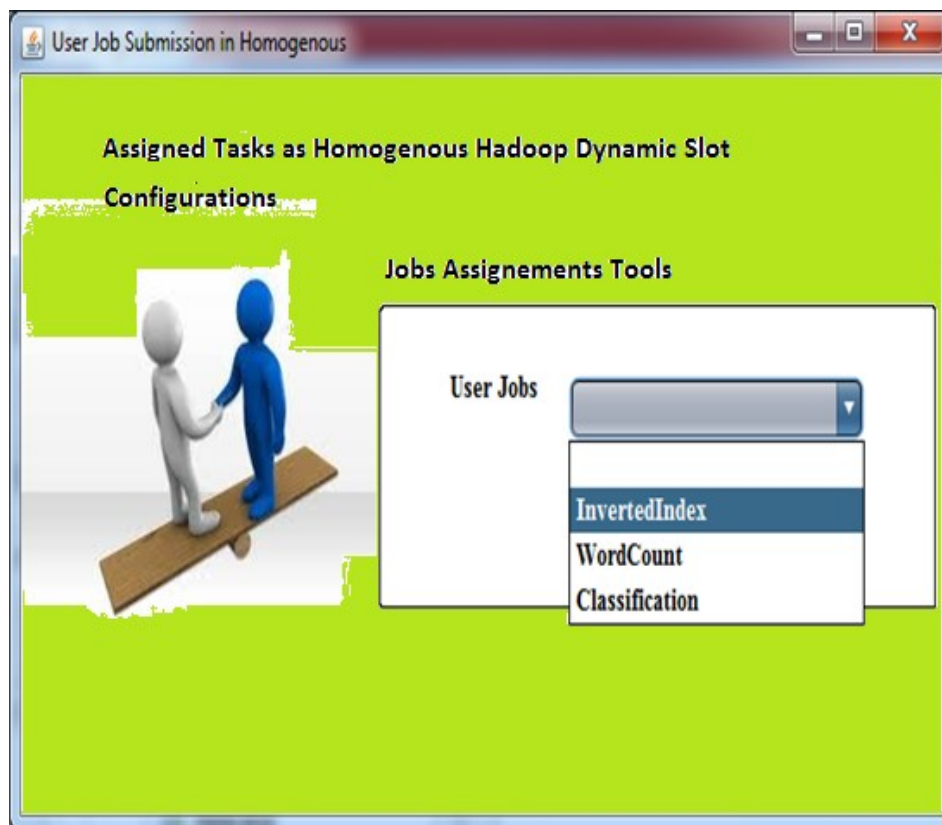 User Job Submission in Homogenous
Assigned Tasks as Homogenous Hadoop Dynamic Slot
Configurations
Jobs Assignements Tools
User Jobs
InvertedIndex
WordCount
Classification